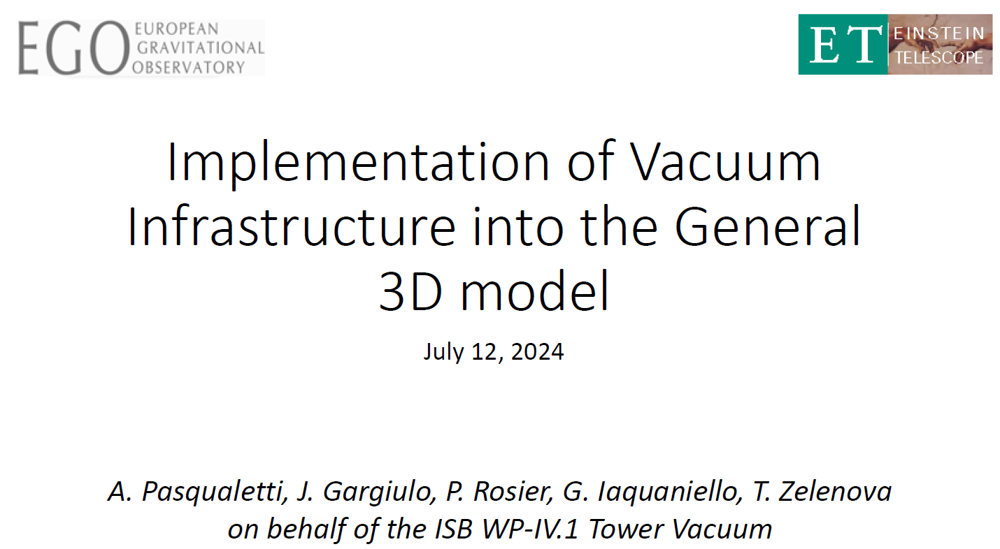 EGO EUROPEAN
GRAVITATIONAL
OBSERVATORY
ET EINSTEIN
TELESCOPE
Implementation of Vacuum
Infrastructure into the General
3D model
July 12, 2024
A. Pasqualetti, J. Gargiulo, P. Rosier, G. Iaquaniello, T. Zelenova
on behalf of the ISB WP-IV.1 Tower Vacuum